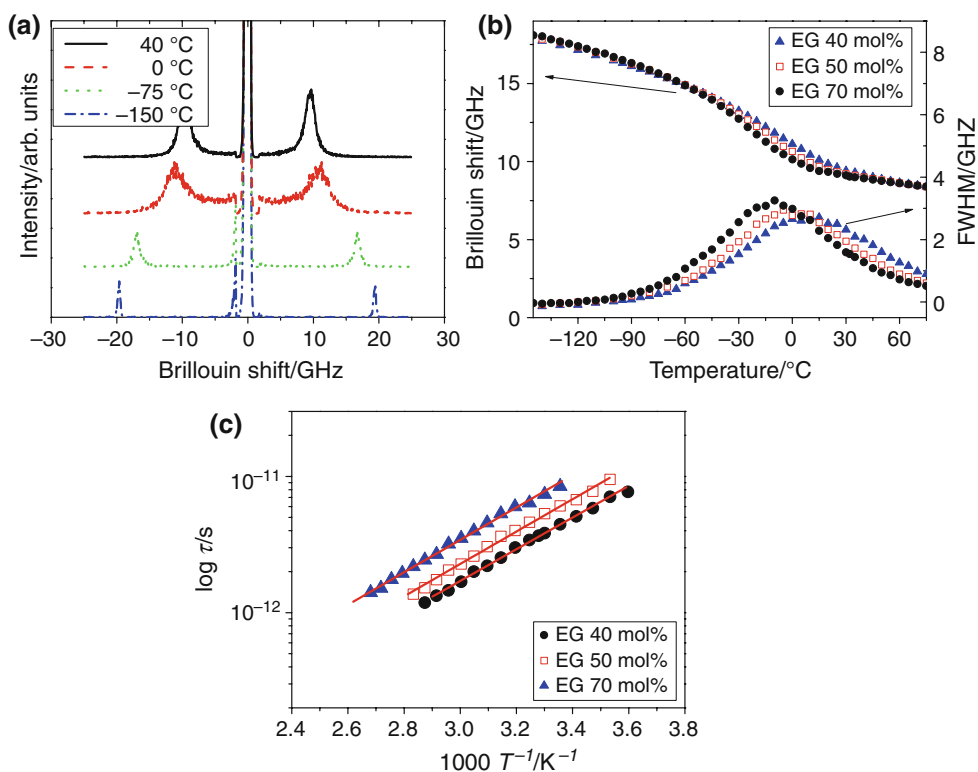 (a)
40 °C
0 °C
−75 °C
−150 °C
Intensity/arb. units
−30 −20 −10 0 10 20 30
Brillouin shift/GHz
(b)
EG 40 mol%
EG 50 mol%
EG 70 mol%
Brillouin shift/GHz
15
10
5
0
FWHM/GHZ
8
6
4
2
0
−120 −90 −60 −30 0 30 60
Temperature/°C
(c)
log τ/s
10⁻¹¹
10⁻¹²
EG 40 mol%
EG 50 mol%
EG 70 mol%
2.4 2.6 2.8 3.0 3.2 3.4 3.6 3.8
1000 T⁻¹/K⁻¹